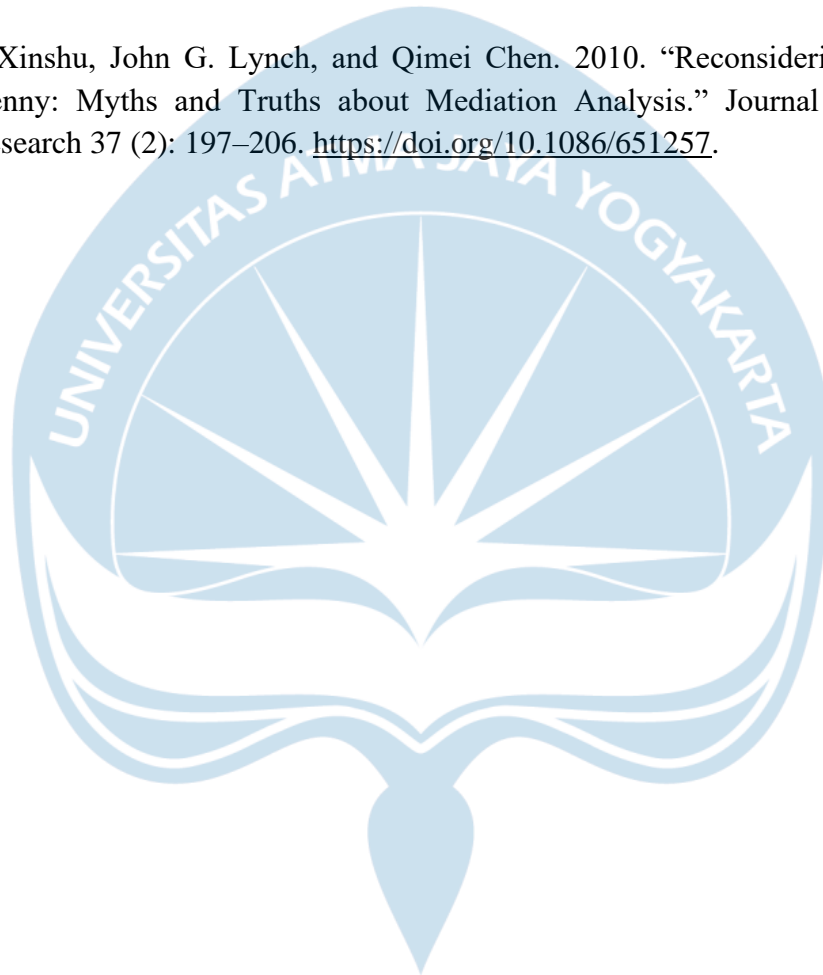 Xinshu, John G. Lynch, and Qimei Chen. 2010. “Reconsideri
enny: Myths and Truths about Mediation Analysis.” Journal
search 37 (2): 197–206. https://doi.org/10.1086/651257.
UNIVERSITAS ATMA JAYA YOGYAKARTA